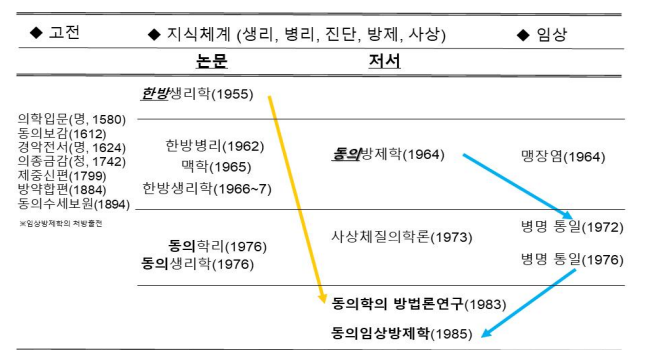 ◆ 고전
◆ 지식체계 (생리, 병리, 진단, 방제, 사상)
◆ 임상
논문
저서
한방생리학(1955)
의학입문(명, 1580)
동의보감(1612)
경악전서(명, 1624)
의종금감(청, 1742)
제중신편(1799)
방약합편(1884)
동의수세보원(1894)
※임상방제학의 처방출전
한방병리(1962)
맥학(1965)
한방생리학(1966~7)
동의방제학(1964)
맹장염(1964)
동의학리(1976)
동의생리학(1976)
사상체질의학론(1973)
병명 통일(1972)
병명 통일(1976)
동의학의 방법론연구(1983)
동의임상방제학(1985)